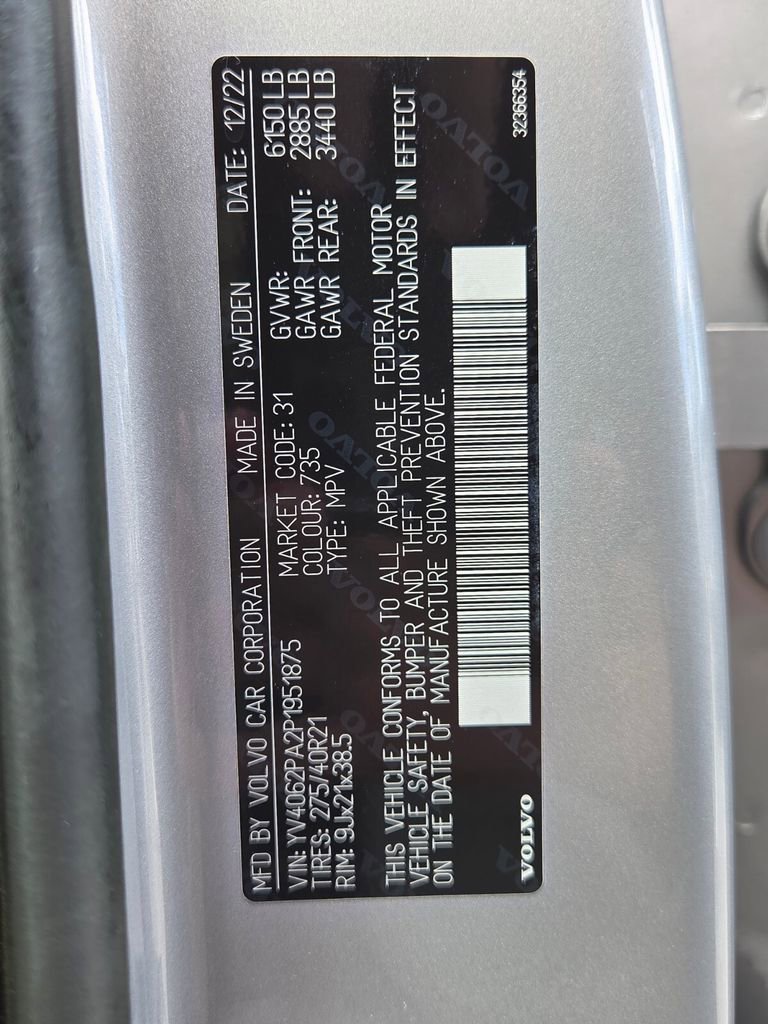 MFD BY VOLVO CAR CORPORATION MADE IN SWEDEN DATE: 12/22
VIN: YV4062PA2P1951875 MARKET CODE: 31 GVWR: 6150 LB
TIRES: 275/40R21 COLOUR: 735 GAWR FRONT: 2885 LB
RIM: 9Jx21x38.5 TYPE: MPV GAWR REAR: 3440 LB
THIS VEHICLE CONFORMS TO ALL APPLICABLE FEDERAL MOTOR
VEHICLE SAFETY, BUMPER AND THEFT PREVENTION STANDARDS IN EFFECT
ON THE DATE OF MANUFACTURE SHOWN ABOVE.
VOLVO 32366354